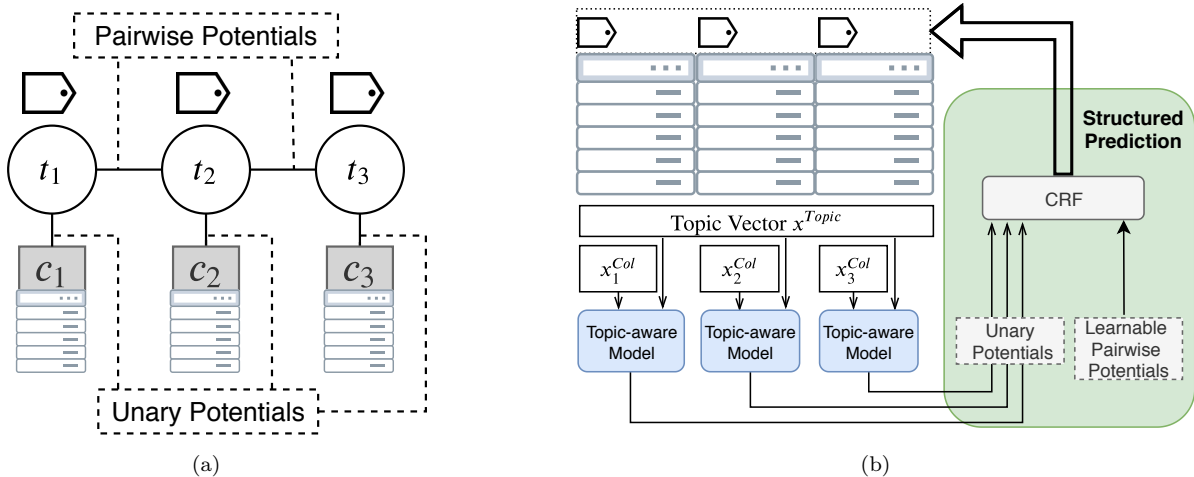 Pairwise Potentials
t₁ t₂ t₃
c₁ c₂ c₃
Unary Potentials
(a)
Structured
Prediction
CRF
Topic Vector x^Topic
x₁^Col x₂^Col x₃^Col
Topic-aware
Model
Topic-aware
Model
Topic-aware
Model
Unary
Potentials
Learnable
Pairwise
Potentials
(b)